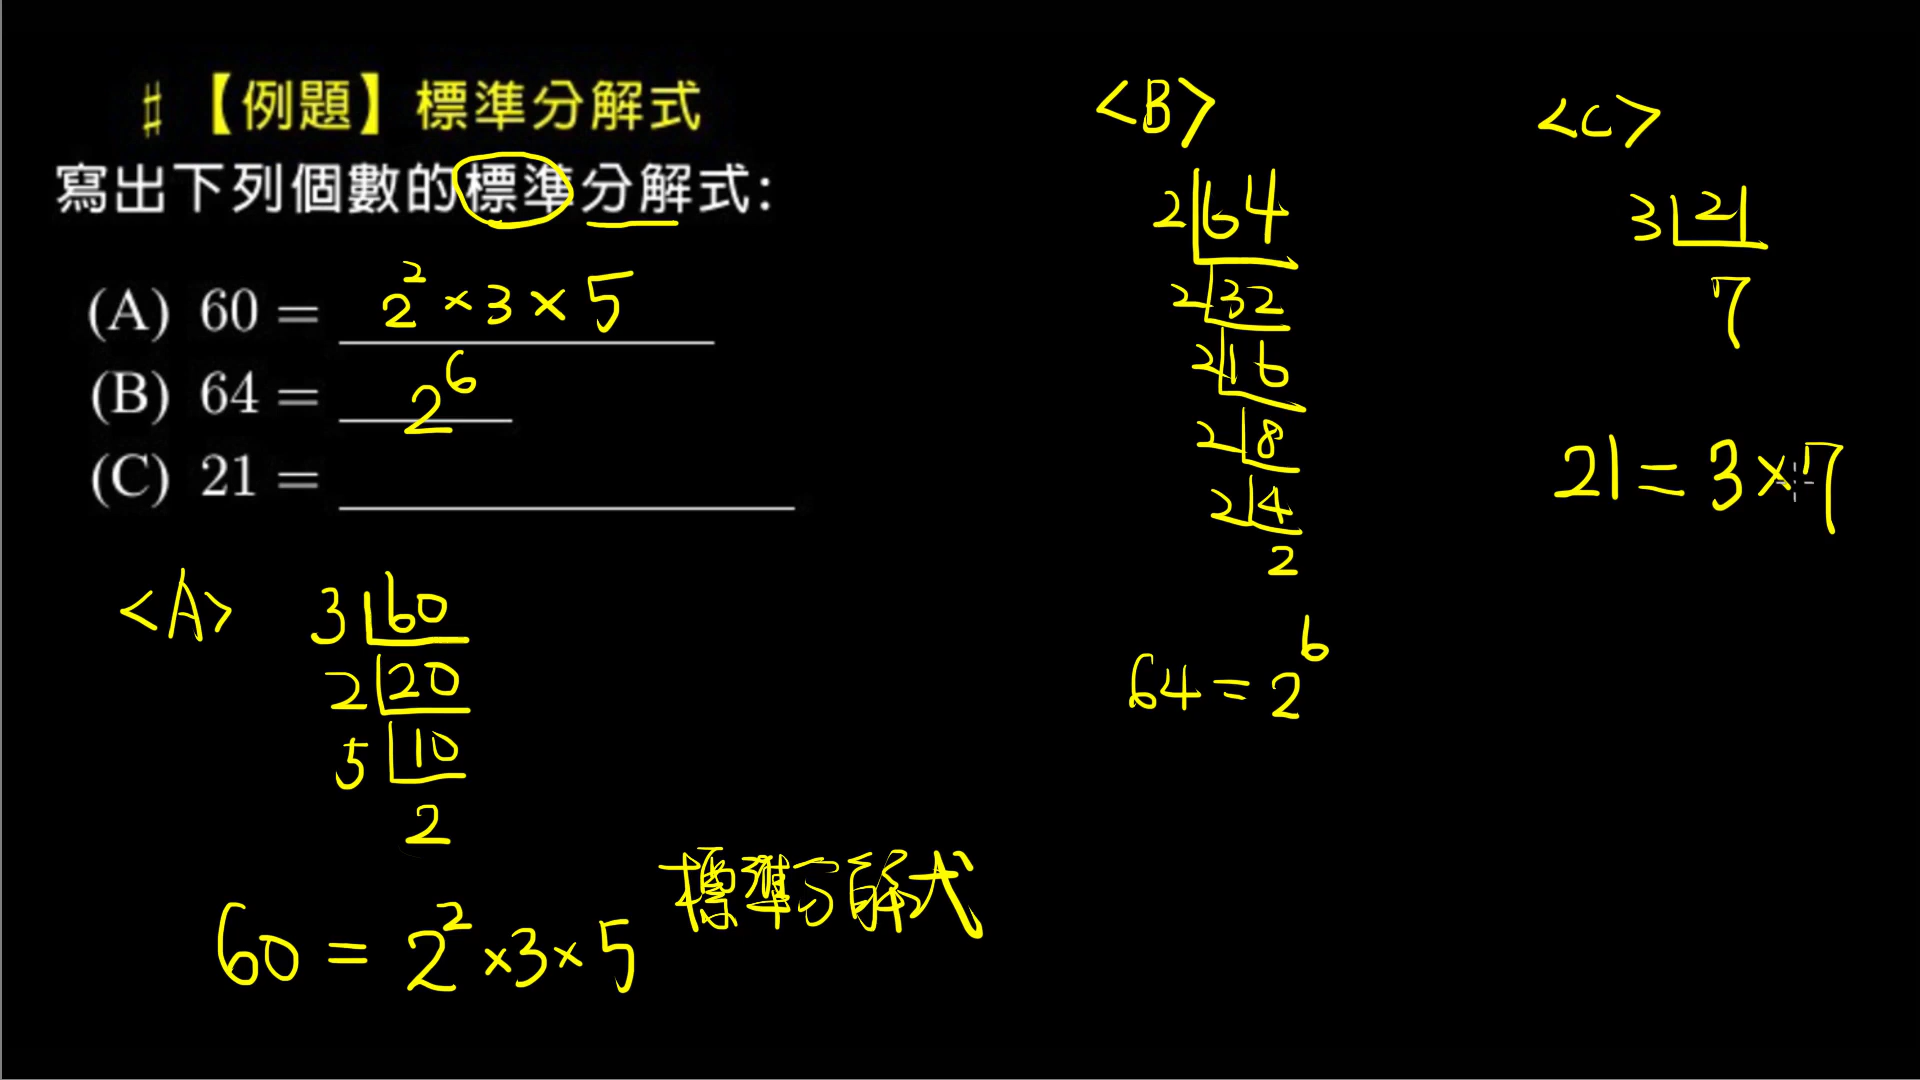 ♯【例題】標準分解式
寫出下列個數的標準分解式:
(A) 60 = 2² × 3 × 5
(B) 64 = 2⁶
(C) 21 =
<A>
3 60
2 20
5 10
2
60 = 2² × 3 × 5
標準分解式
<B>
2 64
2 32
2 16
2 8
2 4
2
64 = 2⁶
<C>
3 21
7
21 = 3 × 7